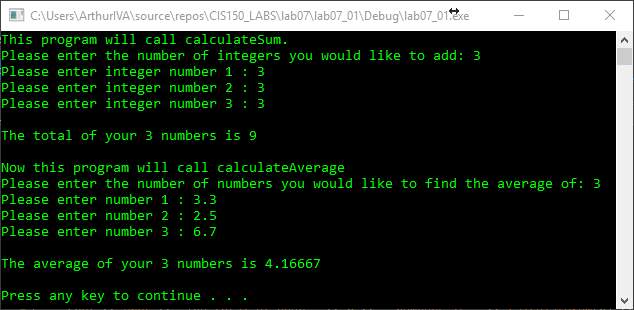 C:\Users\ArthurIVA\source\repos\CIS150_LABS\lab07\lab07_01\Debug\lab07_01.exe
This program will call calculateSum.
Please enter the number of integers you would like to add: 3
Please enter integer number 1 : 3
Please enter integer number 2 : 3
Please enter integer number 3 : 3
The total of your 3 numbers is 9
Now this program will call calculateAverage
Please enter the number of numbers you would like to find the average of: 3
Please enter number 1 : 3.3
Please enter number 2 : 2.5
Please enter number 3 : 6.7
The average of your 3 numbers is 4.16667
Press any key to continue . . .